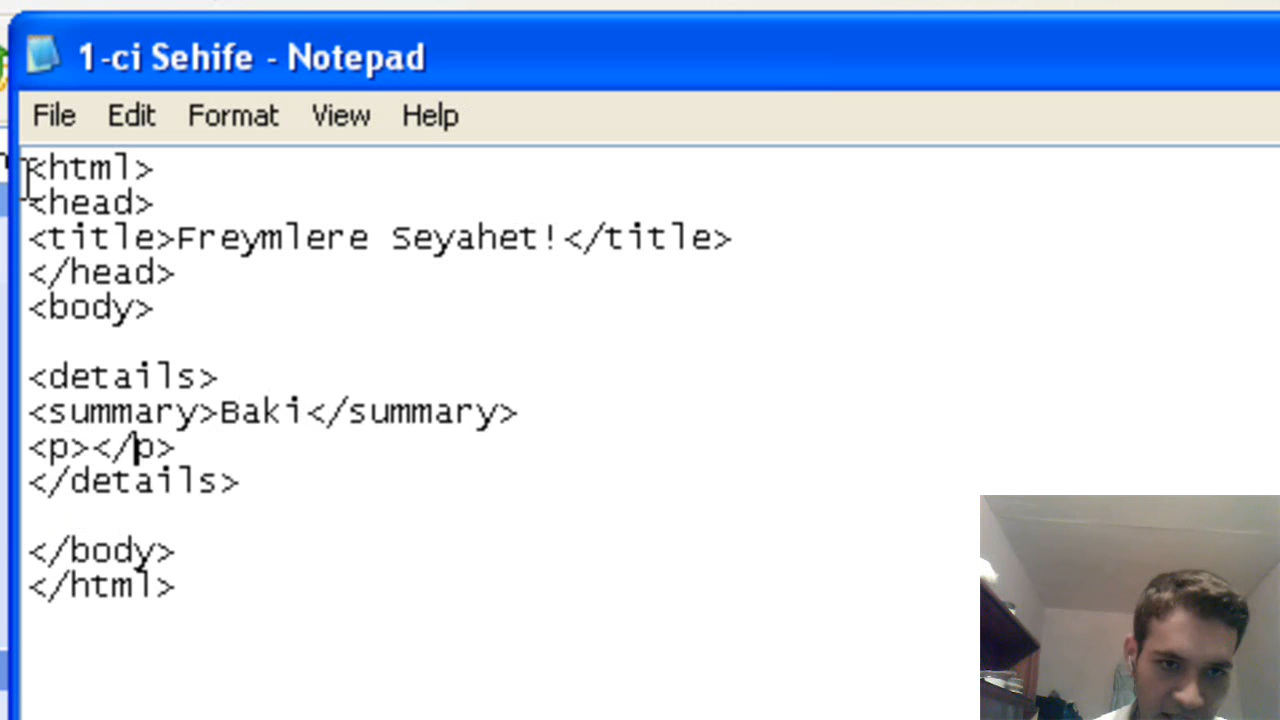 1-ci Sehife - Notepad
File Edit Format View Help
<html>
<head>
<title>Freymlere Seyahet!</title>
</head>
<body>
<details>
<summary>Baki</summary>
<p></p>
</details>
</body>
</html>